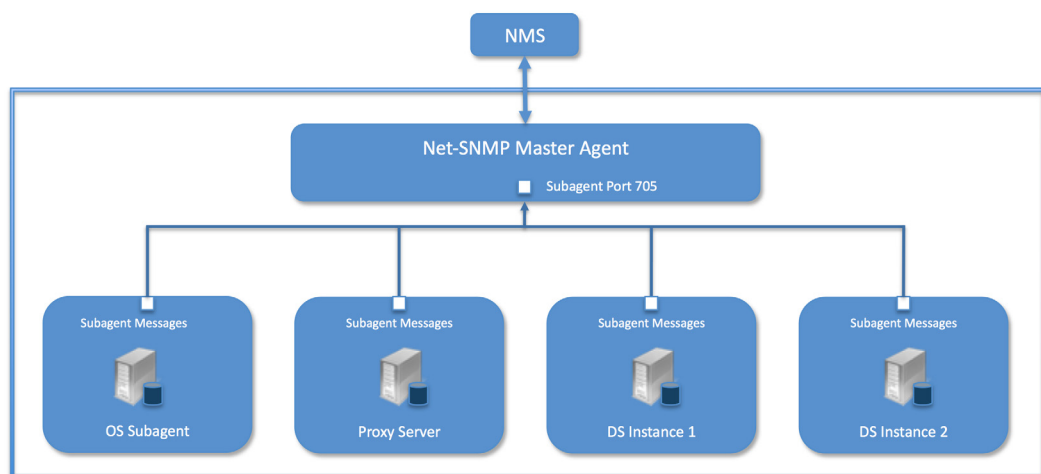 NMS
Net-SNMP Master Agent
Subagent Port 705
Subagent Messages
OS Subagent
Subagent Messages
Proxy Server
Subagent Messages
DS Instance 1
Subagent Messages
DS Instance 2